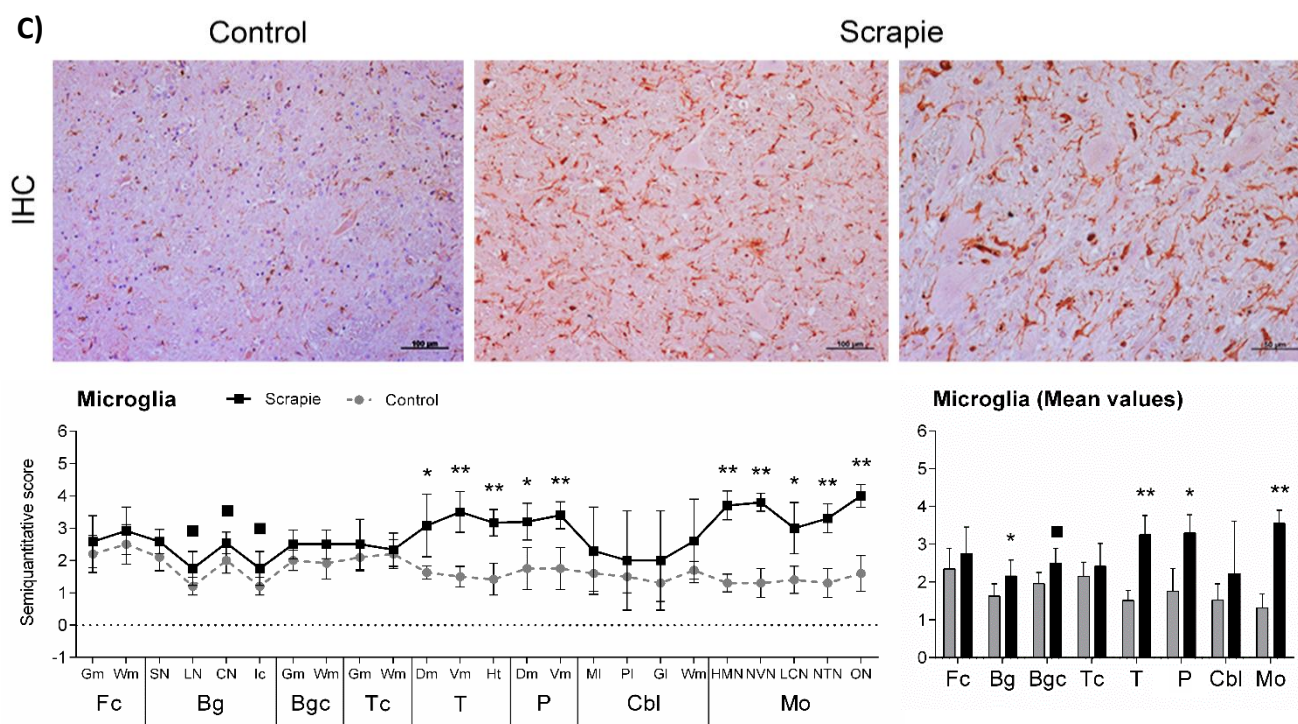 C)
Control
Scrapie
IHC
100 µm
100 µm
50 µm
Microglia
Scrapie
Control
Semiquantitative score
6
5
4
3
2
1
0
-1
* ** ** * ** ** ** * ** **
Gm Wm SN LN CN Ic Gm Wm Gm Wm Dm Vm Ht Dm Vm Ml Pl Gl Wm HMN NVN LCN NTN ON
Fc Bg Bgc Tc T P Cbl Mo
Microglia (Mean values)
6
5
4
3
2
1
0
* ** * **
Fc Bg Bgc Tc T P Cbl Mo